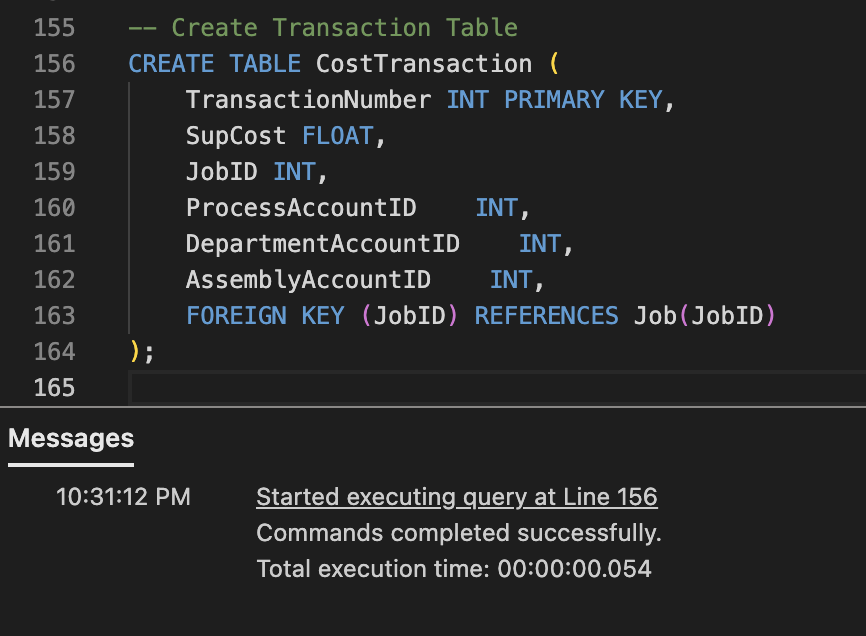 155 -- Create Transaction Table
156 CREATE TABLE CostTransaction (
157 TransactionNumber INT PRIMARY KEY,
158 SupCost FLOAT,
159 JobID INT,
160 ProcessAccountID INT,
161 DepartmentAccountID INT,
162 AssemblyAccountID INT,
163 FOREIGN KEY (JobID) REFERENCES Job(JobID)
164 );
165
Messages
10:31:12 PM Started executing query at Line 156
Commands completed successfully.
Total execution time: 00:00:00.054